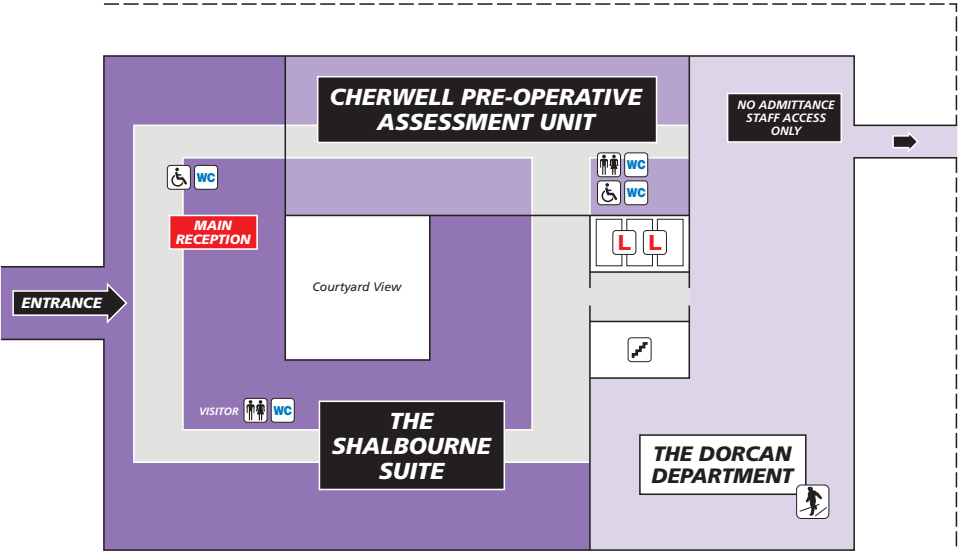 CHERWELL PRE-OPERATIVE
ASSESSMENT UNIT
NO ADMITTANCE
STAFF ACCESS
ONLY
WC
WC
WC
MAIN
RECEPTION
L L
Courtyard View
ENTRANCE
VISITOR WC
THE
SHALBOURNE
SUITE
THE DORCAN
DEPARTMENT